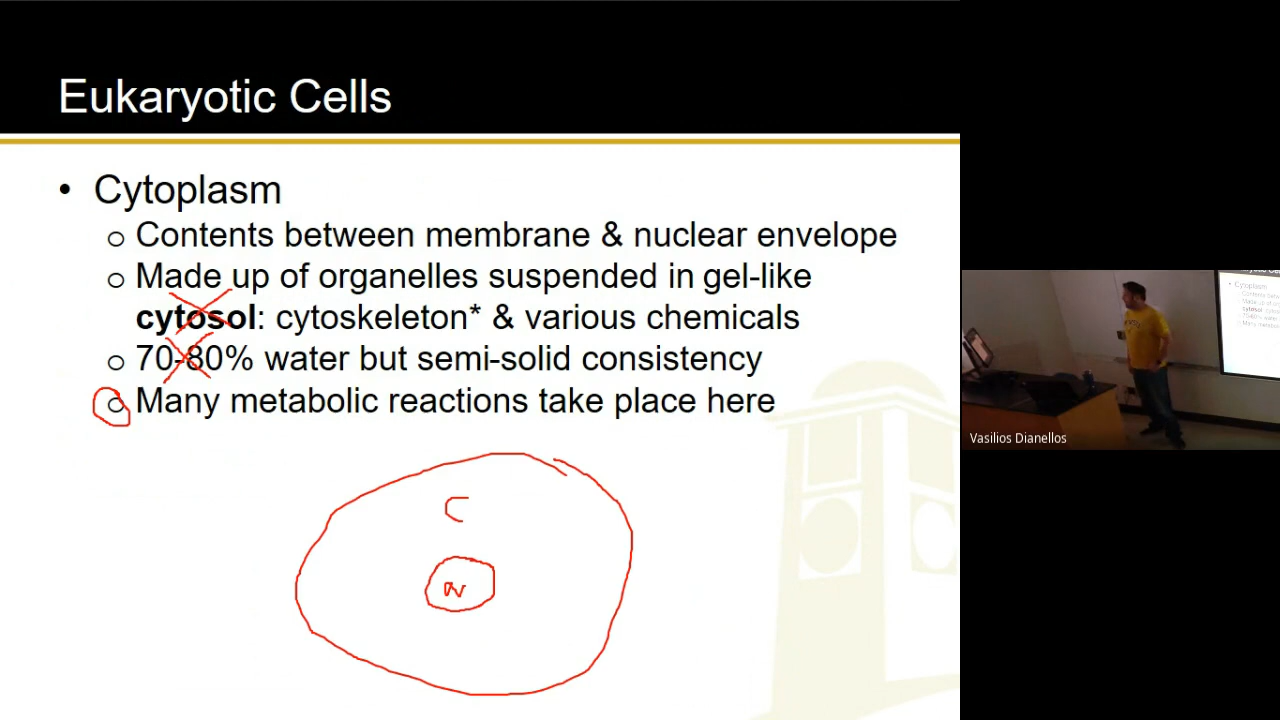 Eukaryotic Cells
• Cytoplasm
o Contents between membrane & nuclear envelope
o Made up of organelles suspended in gel-like
cytosol: cytoskeleton* & various chemicals
o 70-80% water but semi-solid consistency
o Many metabolic reactions take place here
C
N
Cytoplasm
Vasilios Dianellos